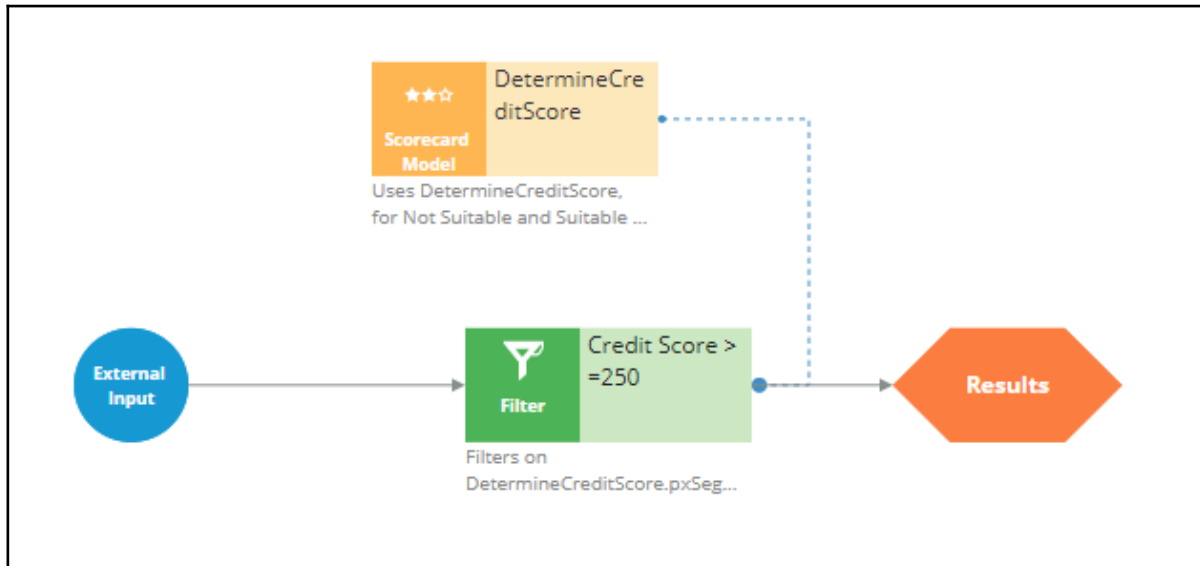 DetermineCre
ditScore
Scorecard
Model
Uses DetermineCreditScore,
for Not Suitable and Suitable ...
External
Input
Credit Score >
=250
Filter
Results
Filters on
DetermineCreditScore.pxSeg...